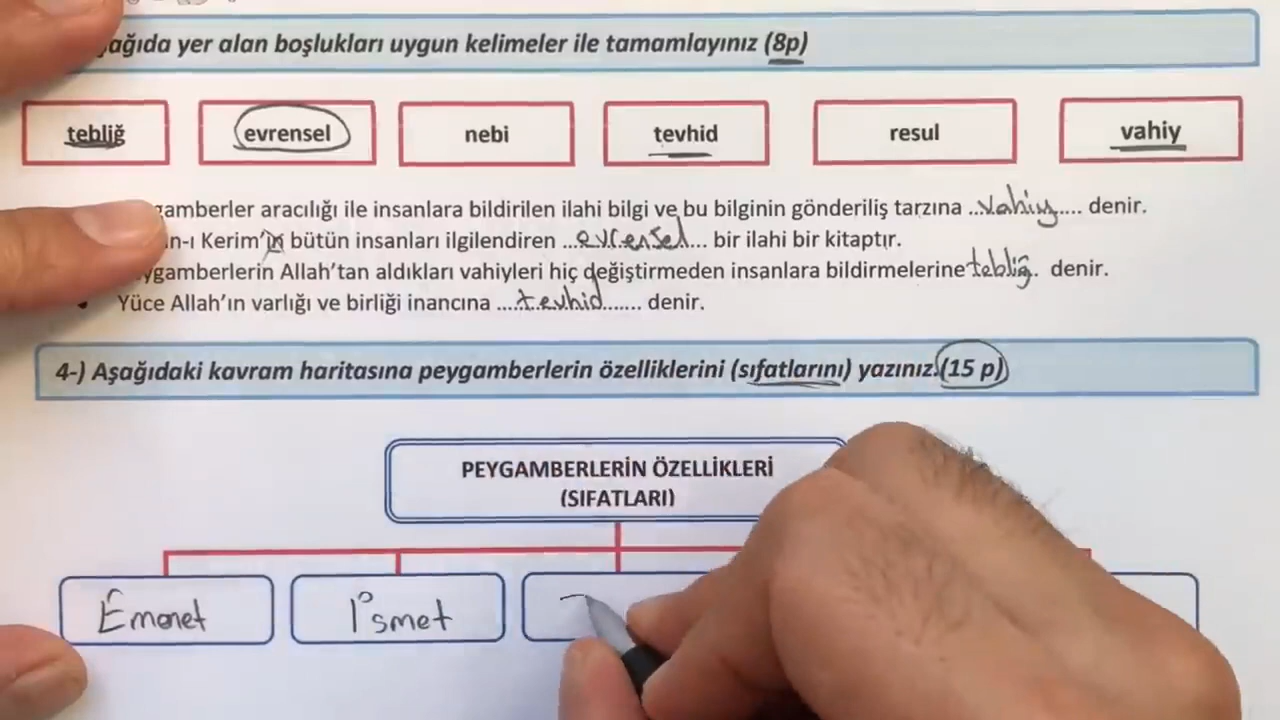 ağıda yer alan boşlukları uygun kelimeler ile tamamlayınız (8p)
tebliğ evrensel nebi tevhid resul vahiy
gamberler aracılığı ile insanlara bildirilen ilahi bilgi ve bu bilginin gönderiliş tarzına ..vahiy.... denir.
n-ı Kerim'in bütün insanları ilgilendiren ...evrensel... bir ilahi bir kitaptır.
ygamberlerin Allah'tan aldıkları vahiyleri hiç değiştirmeden insanlara bildirmelerine tebliğ. denir.
• Yüce Allah'ın varlığı ve birliği inancına ....tevhid....... denir.
4-) Aşağıdaki kavram haritasına peygamberlerin özelliklerini (sıfatlarını) yazınız.(15 p)
PEYGAMBERLERİN ÖZELLİKLERİ
(SIFATLARI)
Emanet İsmet